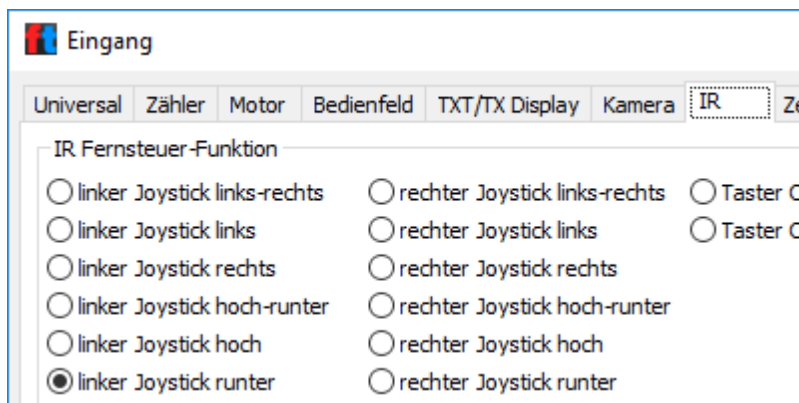 ft Eingang
Universal Zähler Motor Bedienfeld TXT/TX Display Kamera IR
IR Fernsteuer-Funktion
linker Joystick links-rechts rechter Joystick links-rechts Taster
linker Joystick links rechter Joystick links Taster
linker Joystick rechts rechter Joystick rechts
linker Joystick hoch-runter rechter Joystick hoch-runter
linker Joystick hoch rechter Joystick hoch
linker Joystick runter rechter Joystick runter